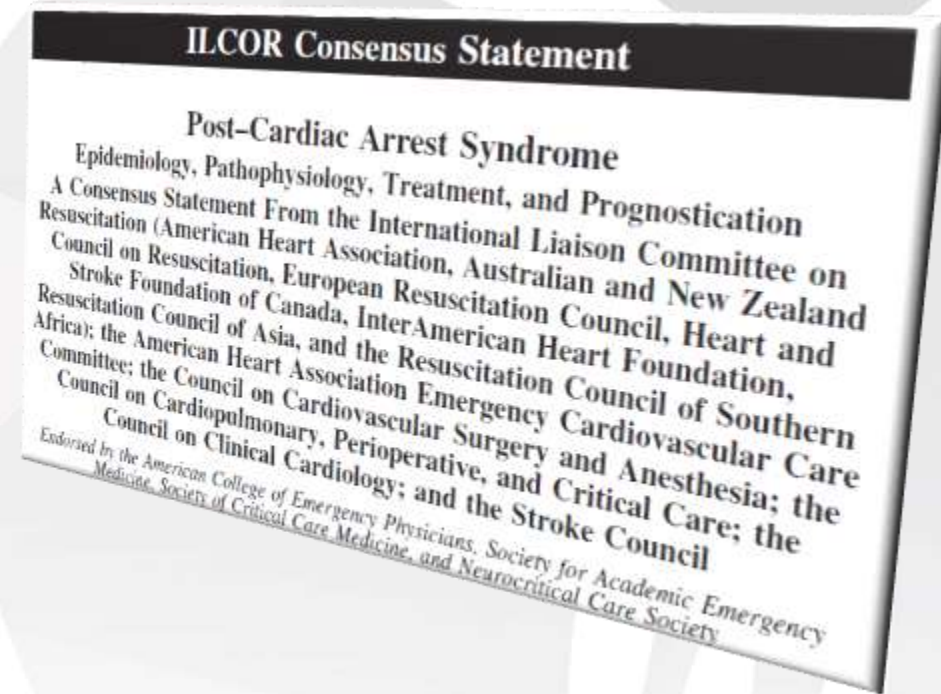 ILCOR Consensus Statement
Post–Cardiac Arrest Syndrome
Epidemiology, Pathophysiology, Treatment, and Prognostication
A Consensus Statement From the International Liaison Committee on
Resuscitation (American Heart Association, Australian and New Zealand
Council on Resuscitation, European Resuscitation Council, Heart and
Stroke Foundation of Canada, InterAmerican Heart Foundation,
Resuscitation Council of Asia, and the Resuscitation Council of Southern
Africa); the American Heart Association Emergency Cardiovascular Care
Committee; the Council on Cardiovascular Surgery and Anesthesia; the
Council on Cardiopulmonary, Perioperative, and Critical Care; the
Council on Clinical Cardiology; and the Stroke Council
Endorsed by the American College of Emergency Physicians, Society for Academic Emergency
Medicine, Society of Critical Care Medicine, and Neurocritical Care Society